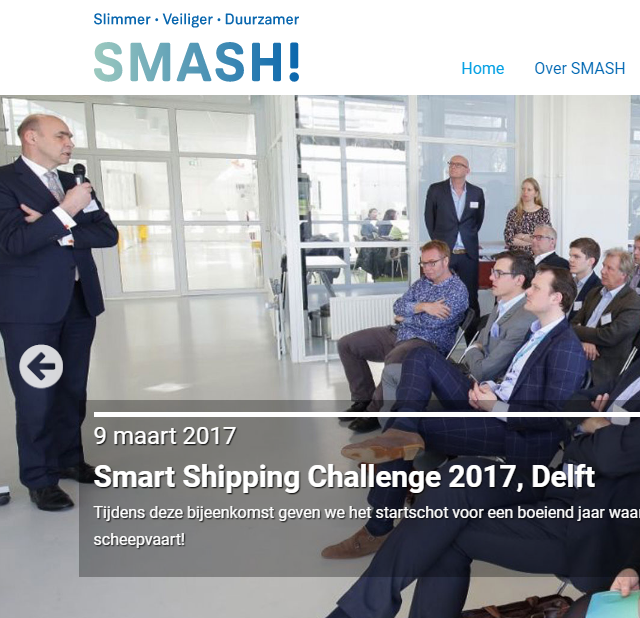 Slimmer • Veiliger • Duurzamer
SMASH!
Home Over SMASH
9 maart 2017
Smart Shipping Challenge 2017, Delft
Tijdens deze bijeenkomst geven we het startschot voor een boeiend jaar
scheepvaart!